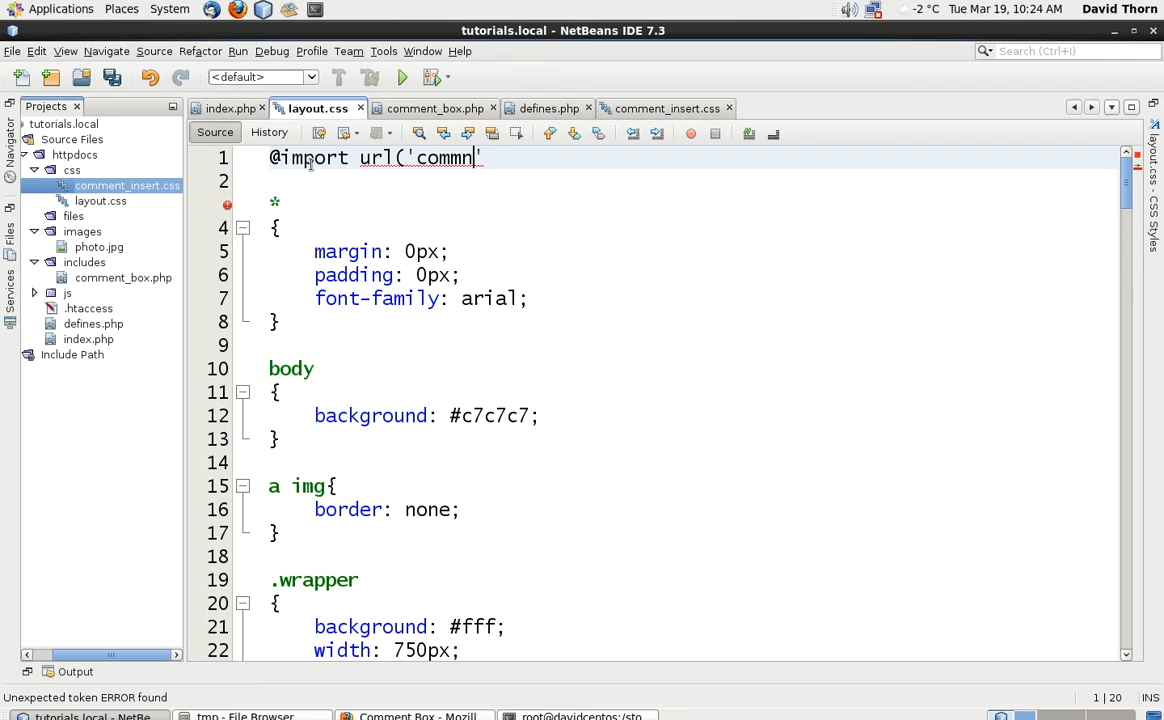 Applications Places System -2 °C Tue Mar 19, 10:24 AM David Thorn
tutorials.local - NetBeans IDE 7.3
File Edit View Navigate Source Refactor Run Debug Profile Team Tools Window Help Search (Ctrl+I)
<default>
Projects index.php layout.css comment_box.php defines.php comment_insert.css
Source History
Navigator
Files
Services
tutorials.local
Source Files
httpdocs
css
comment_insert.css
layout.css
files
images
photo.jpg
includes
comment_box.php
js
.htaccess
defines.php
index.php
Include Path
1 @import url('commn'
2
*
4 {
5 margin: 0px;
6 padding: 0px;
7 font-family: arial;
8 }
9
10 body
11 {
12 background: #c7c7c7;
13 }
14
15 a img{
16 border: none;
17 }
18
19 .wrapper
20 {
21 background: #fff;
22 width: 750px;
layout.css - CSS Styles
Output
Unexpected token ERROR found 1 | 20 INS
tutorials.local - NetBe... tmp - File Browser Comment Box - Mozill... root@davidcentos:/sto...